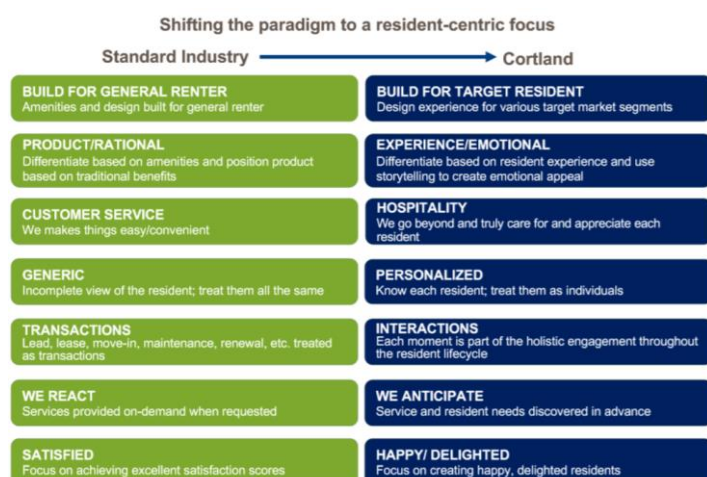 Shifting the paradigm to a resident-centric focus
Standard Industry
Cortland
BUILD FOR GENERAL RENTER
Amenities and design built for general renter
BUILD FOR TARGET RESIDENT
Design experience for various target market segments
PRODUCT/RATIONAL
Differentiate based on amenities and position product
based on traditional benefits
EXPERIENCE/EMOTIONAL
Differentiate based on resident experience and use
storytelling to create emotional appeal
CUSTOMER SERVICE
We makes things easy/convenient
HOSPITALITY
We go beyond and truly care for and appreciate each
resident
GENERIC
Incomplete view of the resident; treat them all the same
PERSONALIZED
Know each resident; treat them as individuals
TRANSACTIONS
Lead, lease, move-in, maintenance, renewal, etc. treated
as transactions
INTERACTIONS
Each moment is part of the holistic engagement throughout
the resident lifecycle
WE REACT
Services provided on-demand when requested
WE ANTICIPATE
Service and resident needs discovered in advance
SATISFIED
Focus on achieving excellent satisfaction scores
HAPPY/ DELIGHTED
Focus on creating happy, delighted residents